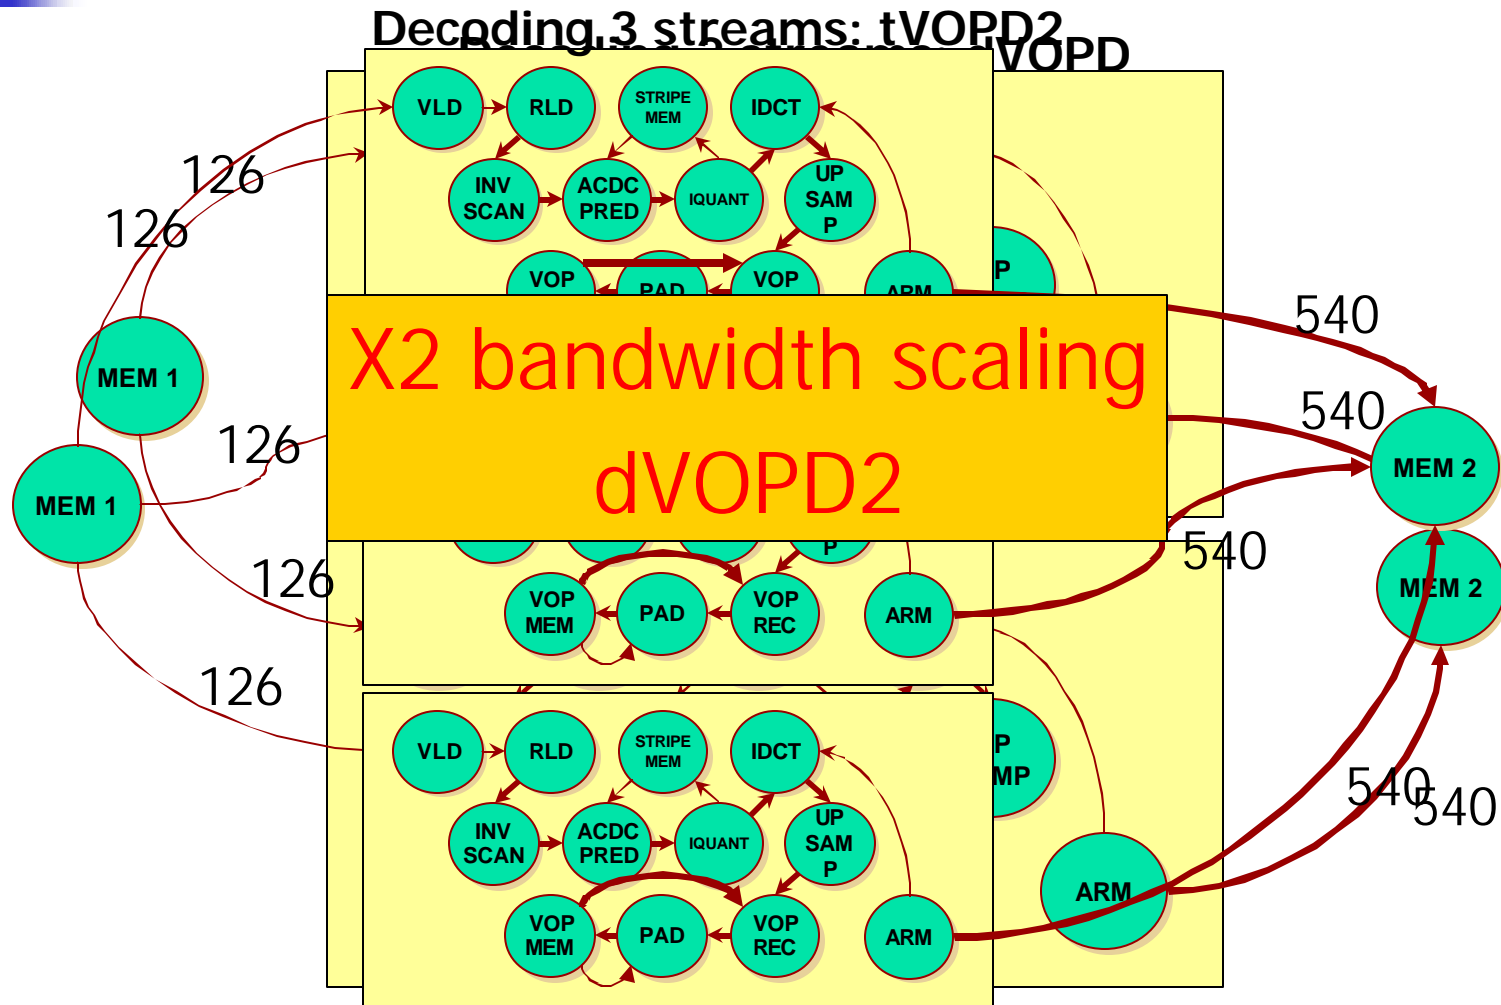 Decoding 3 streams: tVOPD2
dVOPD
VLD
RLD
STRIPE
MEM
IDCT
INV
SCAN
ACDC
PRED
IQUANT
UP
SAM
P
VOP
PAD
VOP
ARM
P
126
126
MEM 1
126
MEM 1
126
126
X2 bandwidth scaling
dVOPD2
540
540
MEM 2
540
MEM 2
P
VOP
MEM
PAD
VOP
REC
ARM
VLD
RLD
STRIPE
MEM
IDCT
P
MP
INV
SCAN
ACDC
PRED
IQUANT
UP
SAM
P
540
540
ARM
VOP
MEM
PAD
VOP
REC
ARM